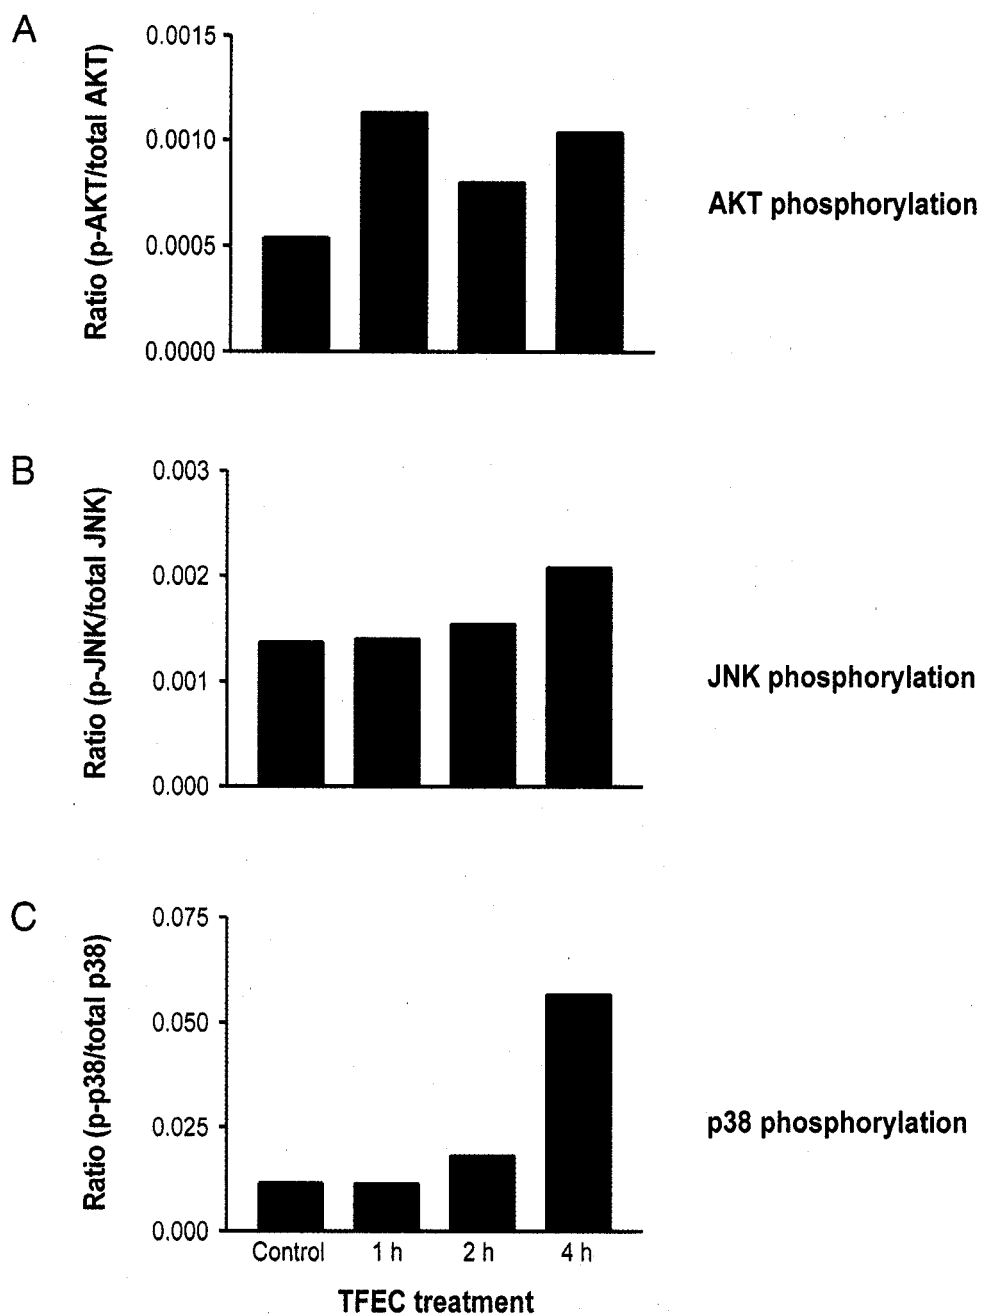 A
Ratio (p-AKT/total AKT)
0.0015
0.0010
0.0005
0.0000
AKT phosphorylation
B
Ratio (p-JNK/total JNK)
0.003
0.002
0.001
0.000
JNK phosphorylation
C
Ratio (p-p38/total p38)
0.075
0.050
0.025
0.000
p38 phosphorylation
Control 1 h 2 h 4 h
TFEC treatment